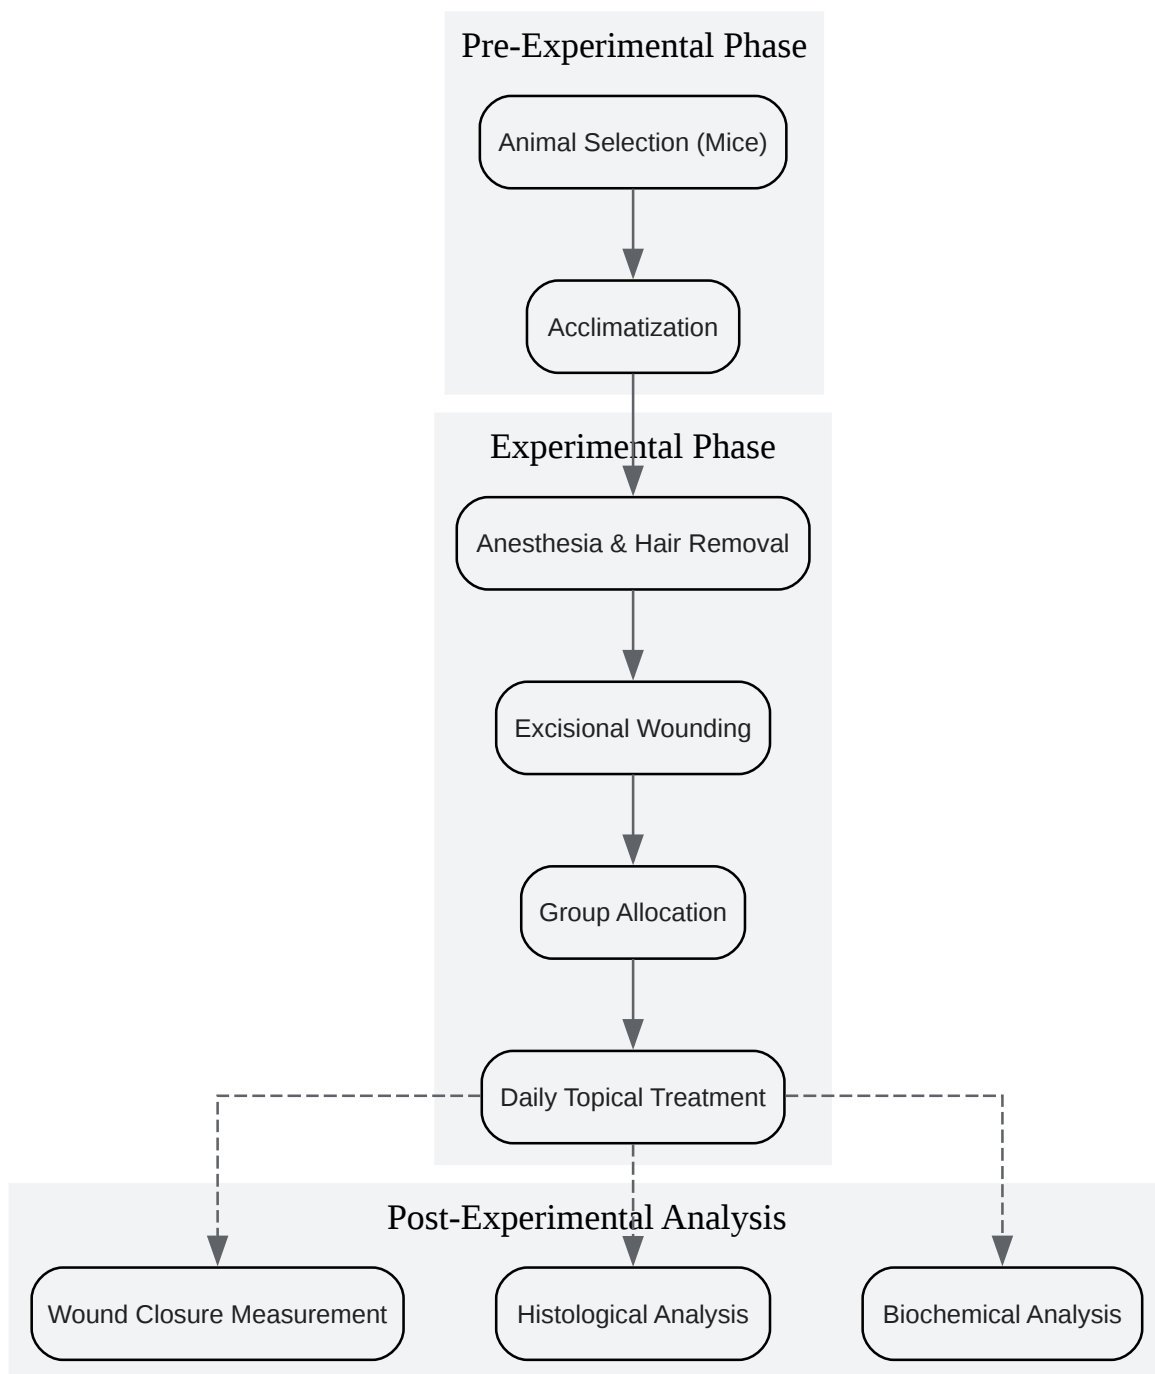 Pre-Experimental Phase
Animal Selection (Mice)
Acclimatization
Experimental Phase
Anesthesia & Hair Removal
Excisional Wounding
Group Allocation
Daily Topical Treatment
Post-Experimental Analysis
Wound Closure Measurement
Histological Analysis
Biochemical Analysis